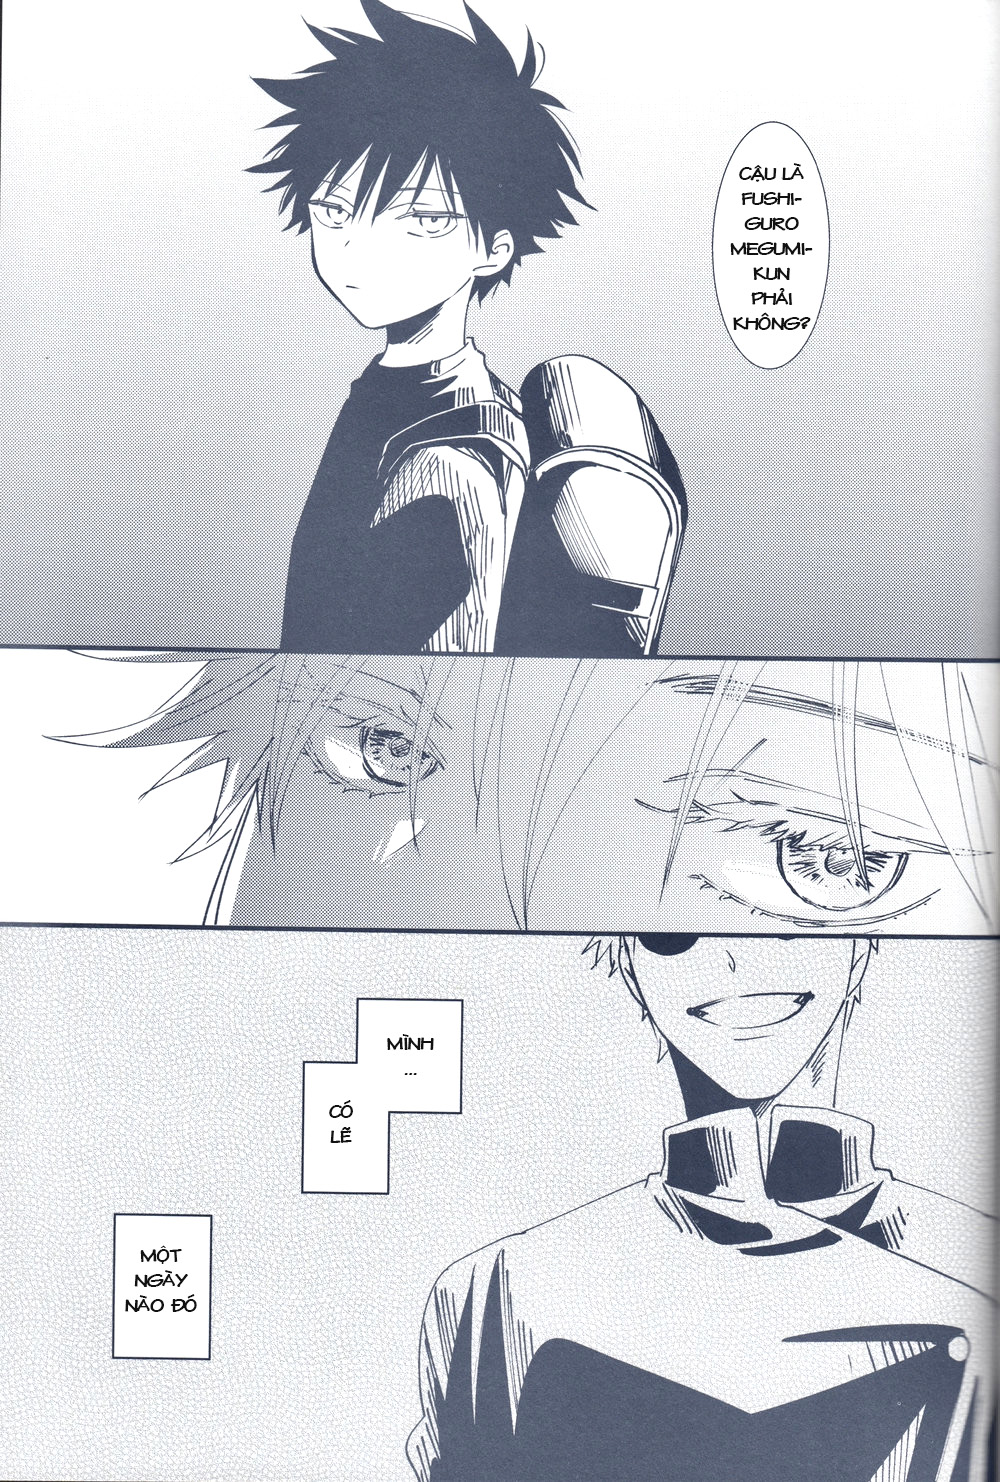 CẬU LÀ
FUSHI-
GURO
MEGUMI-
KUN
PHẢI
KHÔNG?
MÌNH
...
CÓ
LẼ
MỘT
NGÀY
NÀO ĐÓ